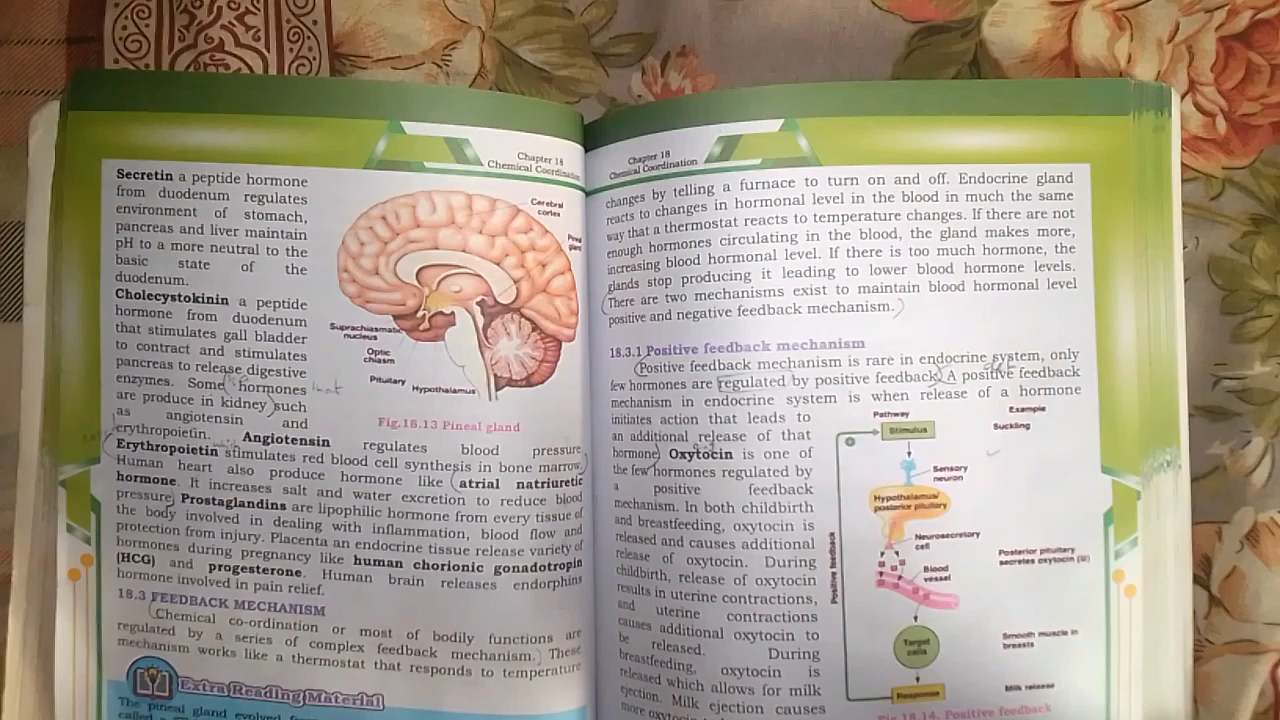 Chapter 18
Chemical Coordination
Secretin a peptide hormone
from duodenum regulates
environment of stomach,
pancreas and liver maintain
pH to a more neutral to the
basic state of the
duodenum.
Cholecystokinin a peptide
hormone from duodenum
that stimulates gall bladder
to contract and stimulates
pancreas to release digestive
enzymes. Some hormones that
are produce in kidney such
as angiotensin and
erythropoietin. Angiotensin regulates blood pressure
Erythropoietin stimulates red blood cell synthesis in bone marrow.
Human heart also produce hormone like atrial natriuretic
hormone. It increases salt and water excretion to reduce blood
pressure. Prostaglandins are lipophilic hormone from every tissue of
the body involved in dealing with inflammation, blood flow and
protection from injury. Placenta an endocrine tissue release variety of
hormones during pregnancy like human chorionic gonadotropin
(HCG) and progesterone. Human brain releases endorphins
hormone involved in pain relief.
Cerebral
cortex
Pineal
gland
Suprachiasmatic
nucleus
Optic
chiasm
Pituitary
Hypothalamus
Fig.18.13 Pineal gland
18.3 FEEDBACK MECHANISM
Chemical co-ordination or most of bodily functions are
regulated by a series of complex feedback mechanism. These
mechanism works like a thermostat that responds to temperature
Extra Reading Material
The pineal gland evolved
called a
Chapter 18
Chemical Coordination
changes by telling a furnace to turn on and off. Endocrine gland
reacts to changes in hormonal level in the blood in much the same
way that a thermostat reacts to temperature changes. If there are not
enough hormones circulating in the blood, the gland makes more,
increasing blood hormonal level. If there is too much hormone, the
glands stop producing it leading to lower blood hormone levels.
There are two mechanisms exist to maintain blood hormonal level
positive and negative feedback mechanism.
18.3.1 Positive feedback mechanism
Positive feedback mechanism is rare in endocrine system, only
few hormones are regulated by positive feedback. A positive feedback
mechanism in endocrine system is when release of a hormone
initiates action that leads to
an additional release of that
hormone. Oxytocin is one of
the few hormones regulated by
a positive feedback
mechanism. In both childbirth
and breastfeeding, oxytocin is
released and causes additional
release of oxytocin. During
childbirth, release of oxytocin
results in uterine contractions,
and uterine contractions
causes additional oxytocin to
be released. During
breastfeeding, oxytocin is
released which allows for milk
ejection. Milk ejection causes
more oxytocin
Pathway
Example
Stimulus
Suckling
Sensory
neuron
Hypothalamus/
posterior pituitary
Neurosecretory
cell
Posterior pituitary
secretes oxytocin
Blood
vessel
Positive feedback
Target
cells
Smooth muscle in
breasts
Response
Milk release
Fig 18.14. Positive feedback